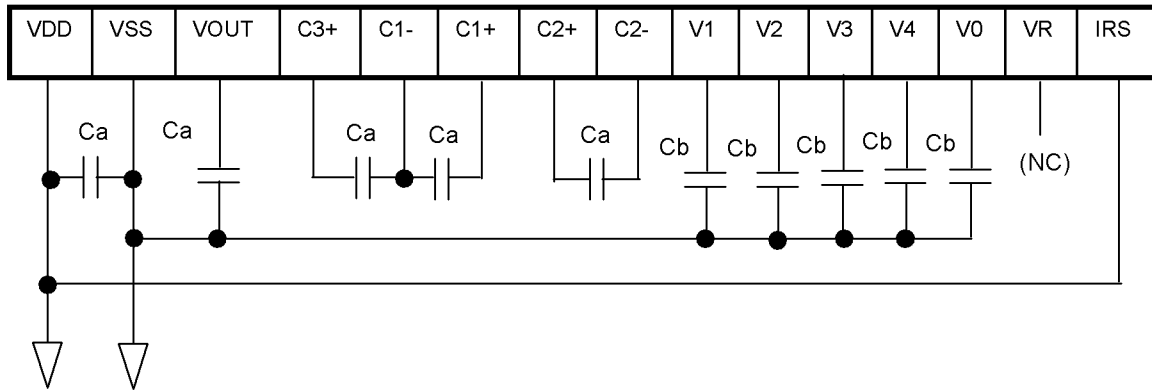 VDD VSS VOUT C3+ C1- C1+ C2+ C2- V1 V2 V3 V4 V0 VR IRS
Ca Ca Ca Ca Ca Cb Cb Cb Cb Cb
(NC)